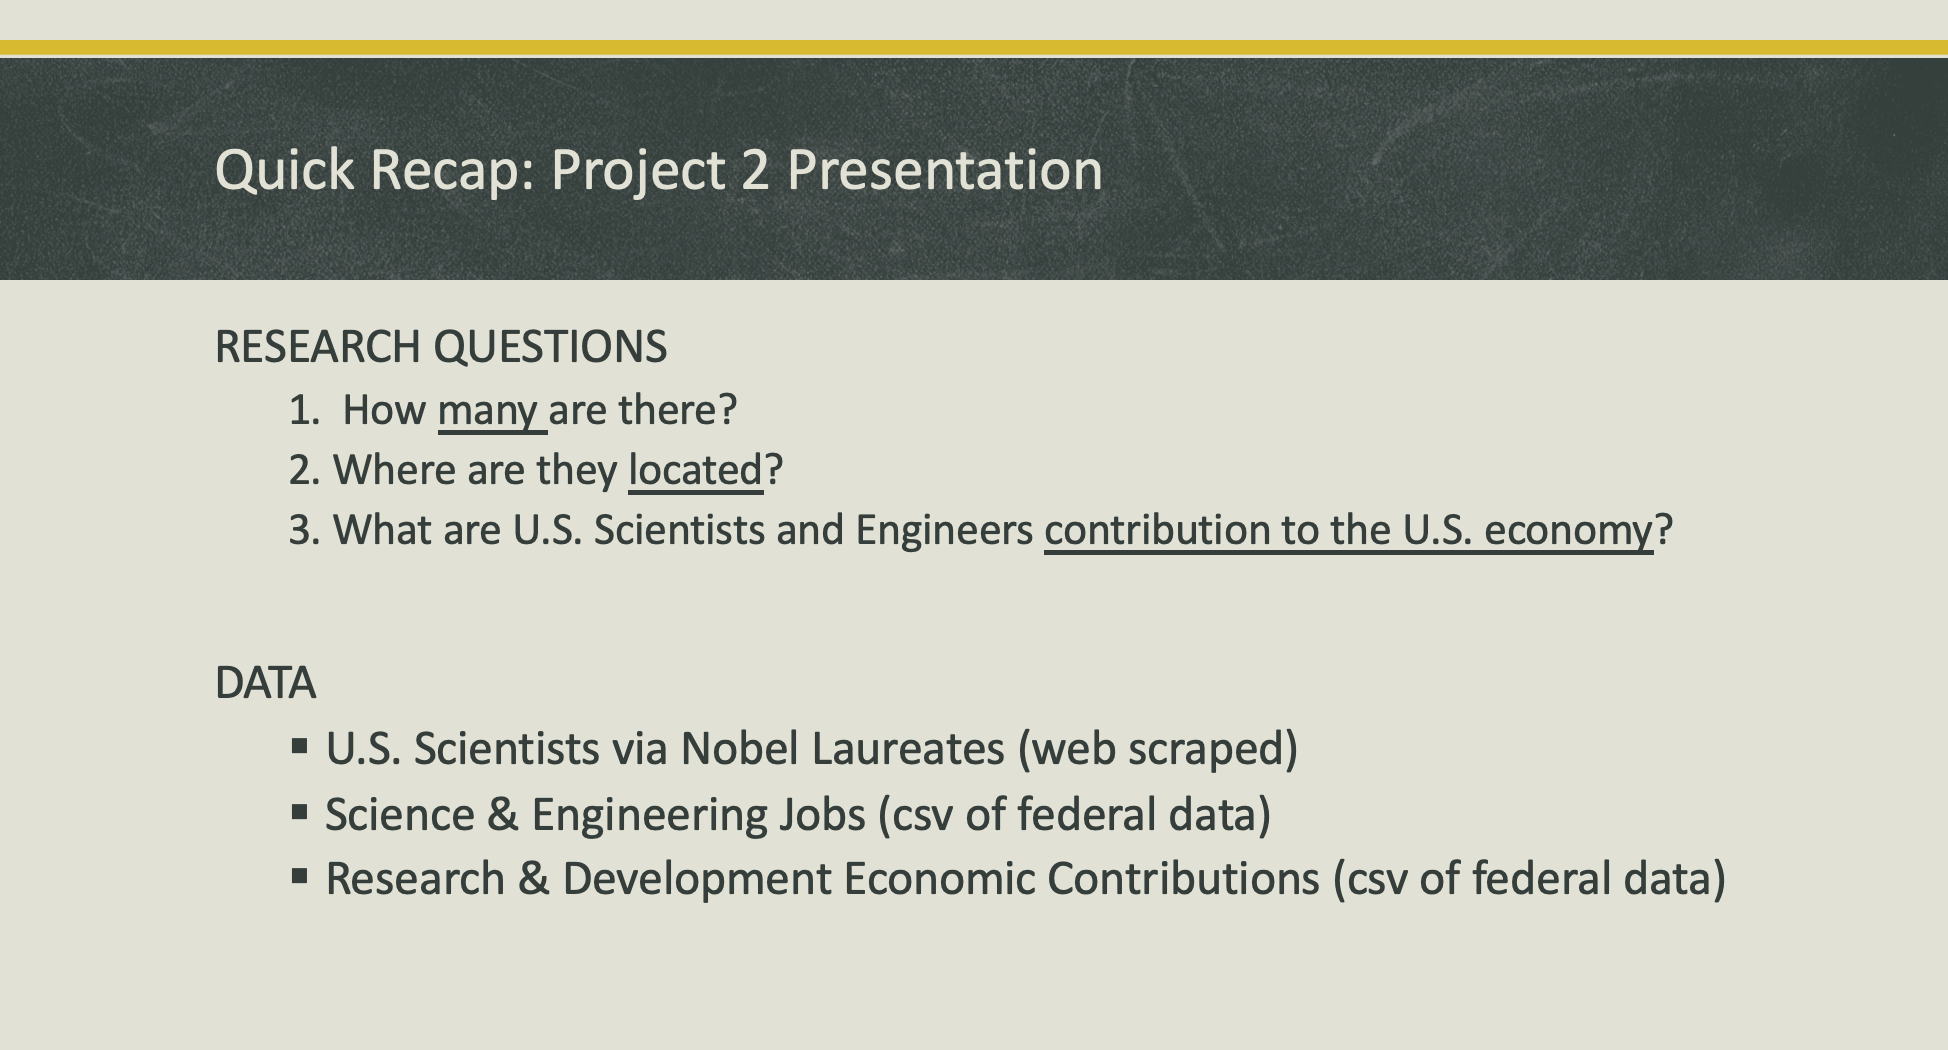 Quick Recap: Project 2 Presentation
RESEARCH QUESTIONS
1. How many are there?
2. Where are they located?
3. What are U.S. Scientists and Engineers contribution to the U.S. economy?
DATA
▪ U.S. Scientists via Nobel Laureates (web scraped)
▪ Science & Engineering Jobs (csv of federal data)
▪ Research & Development Economic Contributions (csv of federal data)